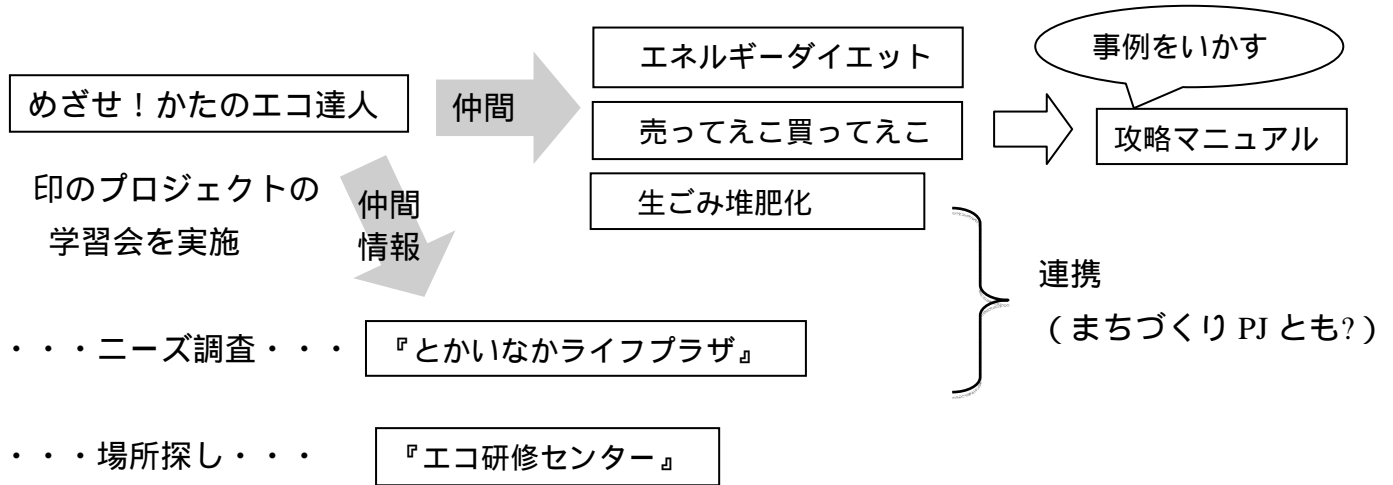 めざせ！かたのエコ達人
仲間
エネルギーダイエット
売ってえこ買ってえこ
生ごみ堆肥化
事例をいかす
攻略マニュアル
印のプロジェクトの
学習会を実施
仲間
情報
連携
（まちづくり PJ とも?）
・・・ニーズ調査・・・ 『とかいなかライフプラザ』
・・・場所探し・・・ 『エコ研修センター』